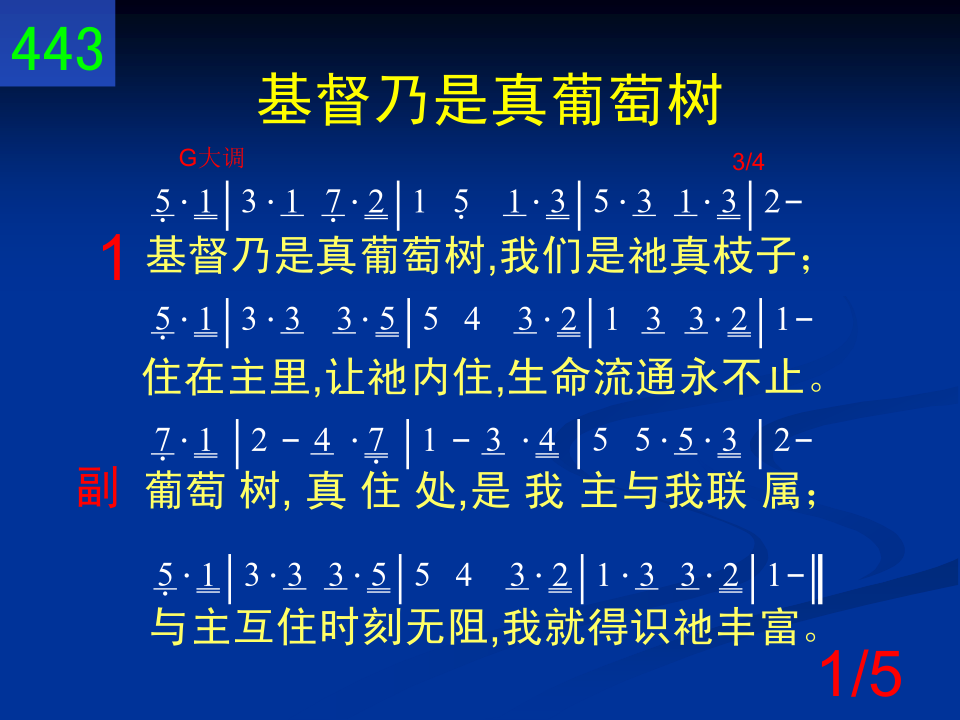 443
基督乃是真葡萄树
G大调 3/4
5̣·1|3·1 7̣·2|1 5̣ 1·3|5·3 1·3|2-
1 基督乃是真葡萄树,我们是祂真枝子;
5̣·1|3·3 3·5|5 4 3·2|1 3 3·2|1-
住在主里,让祂内住,生命流通永不止。
7̣·1|2-4·7̣|1-3·4|5 5·5·3|2-
副 葡萄树,真住处,是我主与我联属;
5̣·1|3·3 3·5|5 4 3·2|1·3 3·2|1-‖
与主互住时刻无阻,我就得识祂丰富。
1/5